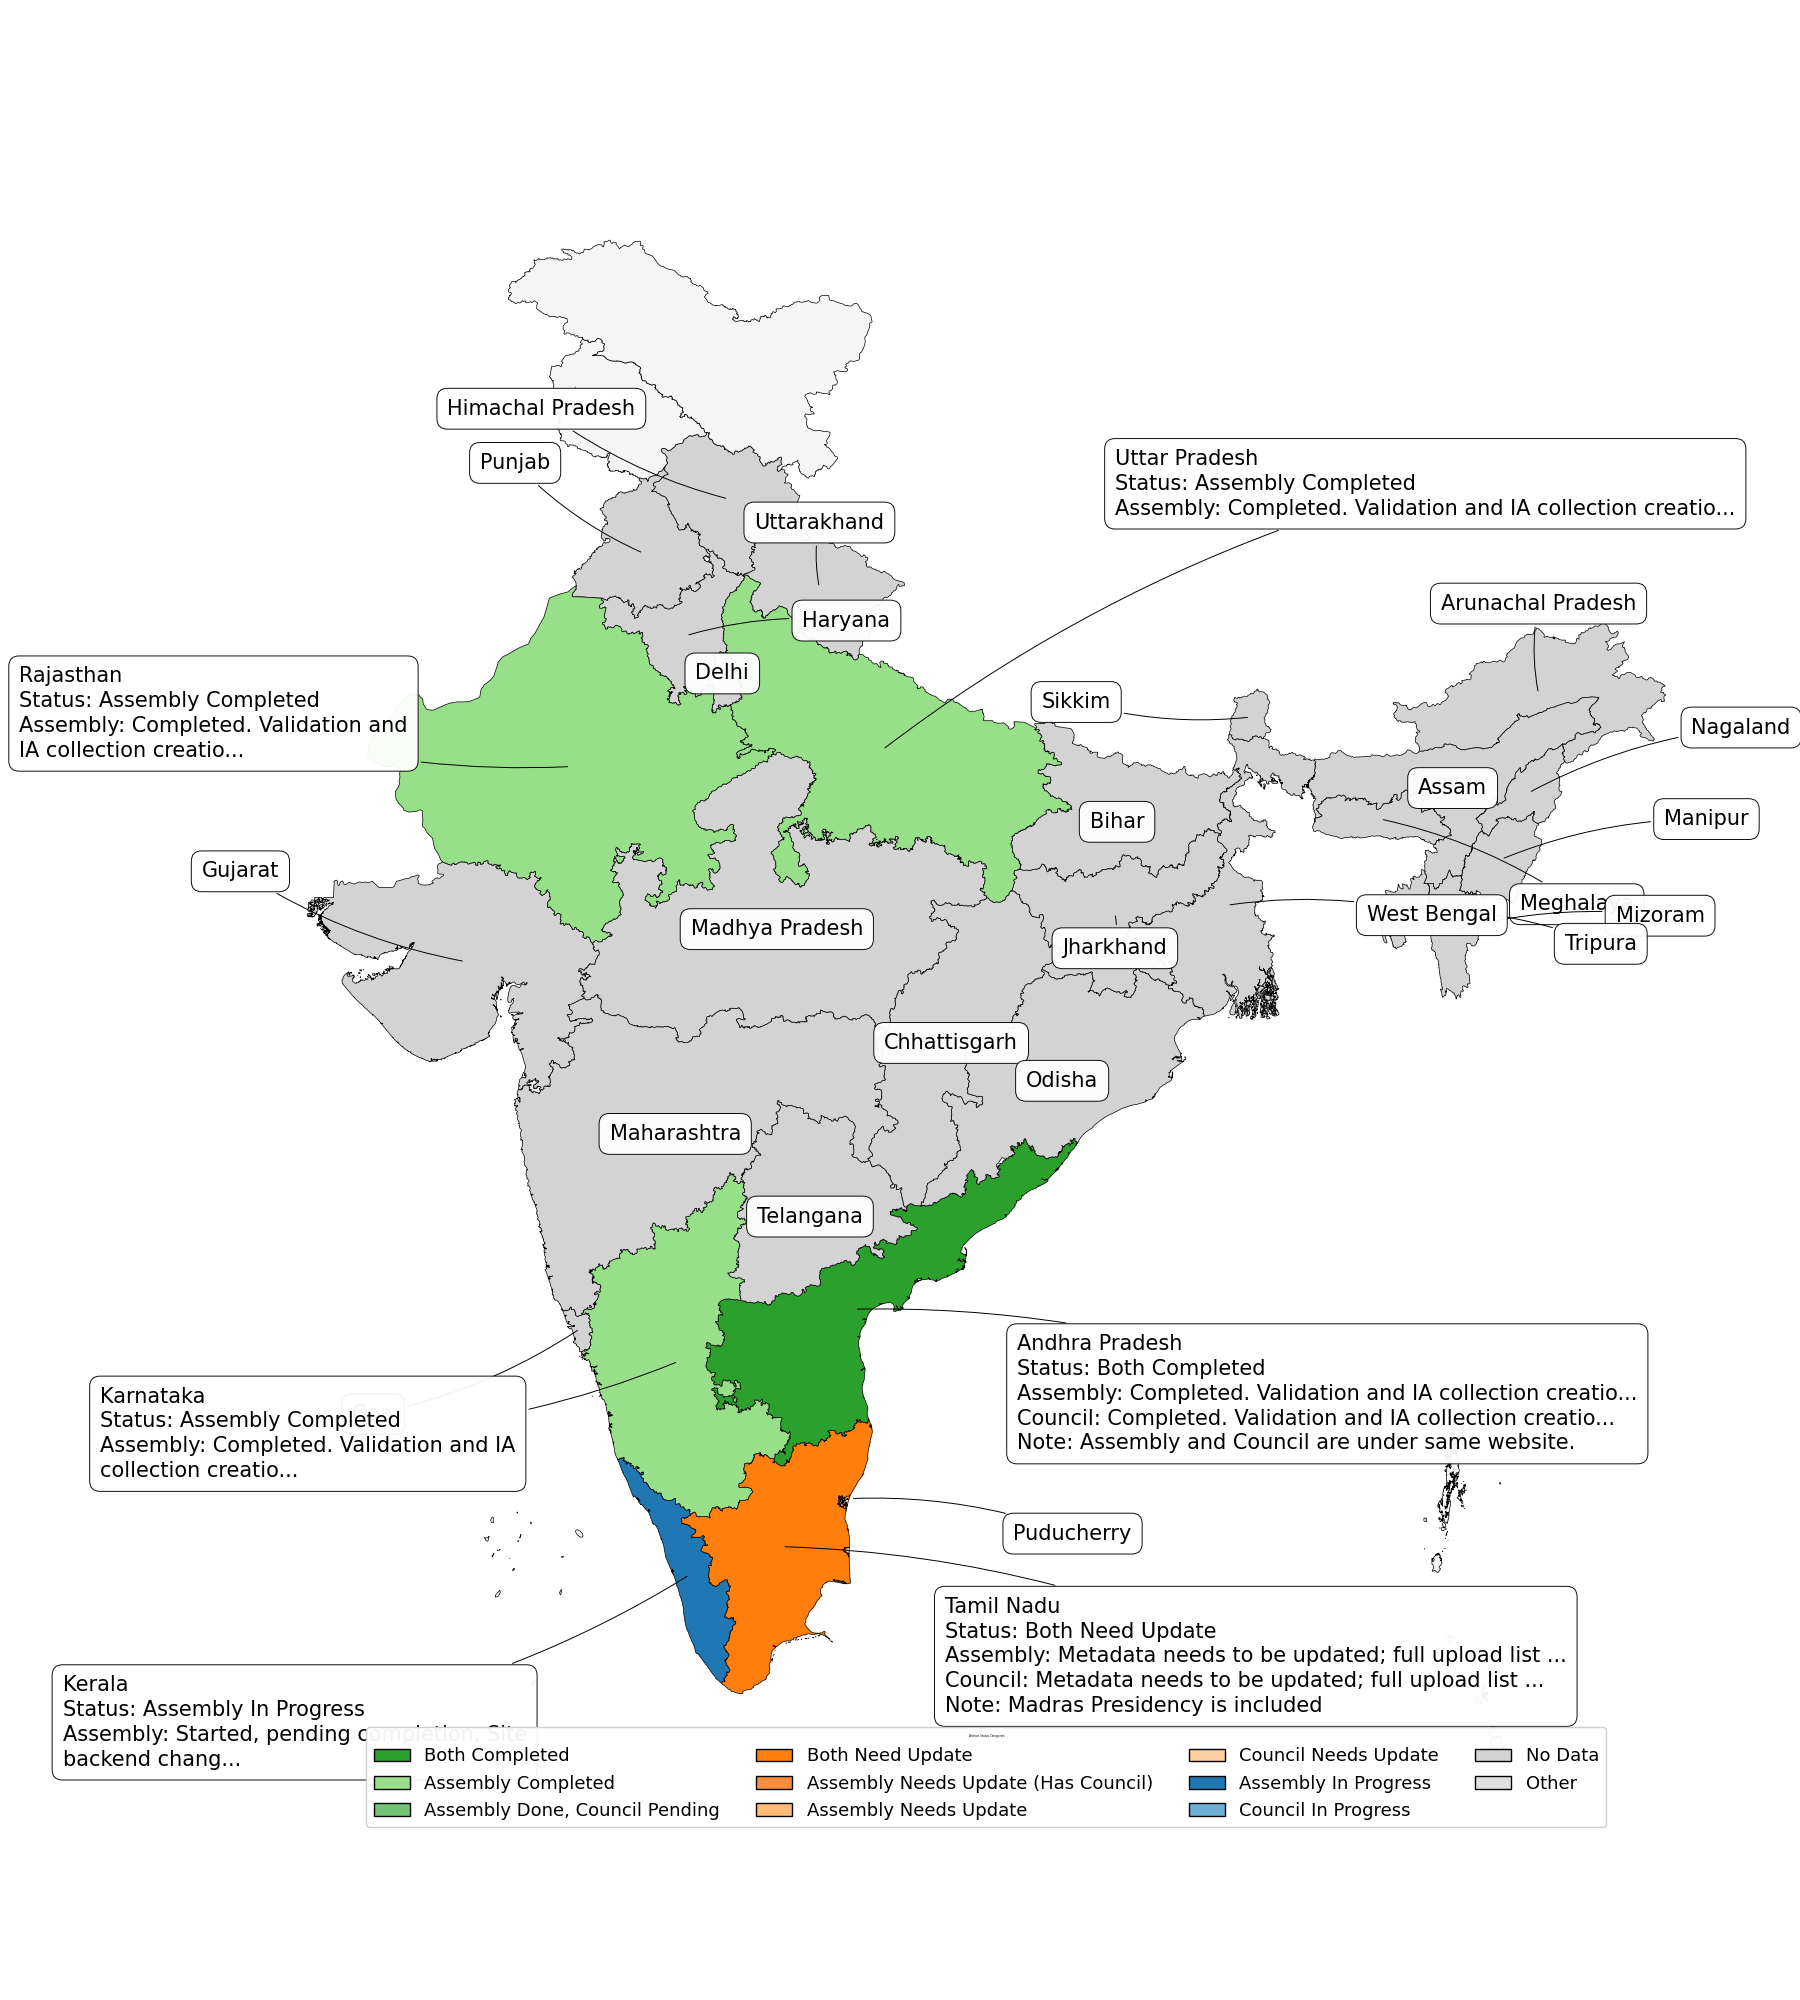 Himachal Pradesh
Punjab
Uttar Pradesh
Status: Assembly Completed
Assembly: Completed. Validation and IA collection creatio...
Uttarakhand
Arunachal Pradesh
Haryana
Rajasthan
Status: Assembly Completed
Assembly: Completed. Validation and
IA collection creatio...
Delhi
Sikkim
Nagaland
Assam
Manipur
Bihar
Gujarat
Meghalaya
West Bengal
Mizoram
Madhya Pradesh
Jharkhand
Tripura
Chhattisgarh
Odisha
Maharashtra
Telangana
Andhra Pradesh
Status: Both Completed
Assembly: Completed. Validation and IA collection creatio...
Council: Completed. Validation and IA collection creatio...
Note: Assembly and Council are under same website.
Goa
Karnataka
Status: Assembly Completed
Assembly: Completed. Validation and IA
collection creatio...
Puducherry
Tamil Nadu
Status: Both Need Update
Assembly: Metadata needs to be updated; full upload list ...
Council: Metadata needs to be updated; full upload list ...
Note: Madras Presidency is included
Kerala
Status: Assembly In Progress
Assembly: Started, pending completion. Site
backend chang...
Archive Status Categories
Both Completed
Assembly Completed
Assembly Done, Council Pending
Both Need Update
Assembly Needs Update (Has Council)
Assembly Needs Update
Council Needs Update
Assembly In Progress
Council In Progress
No Data
Other